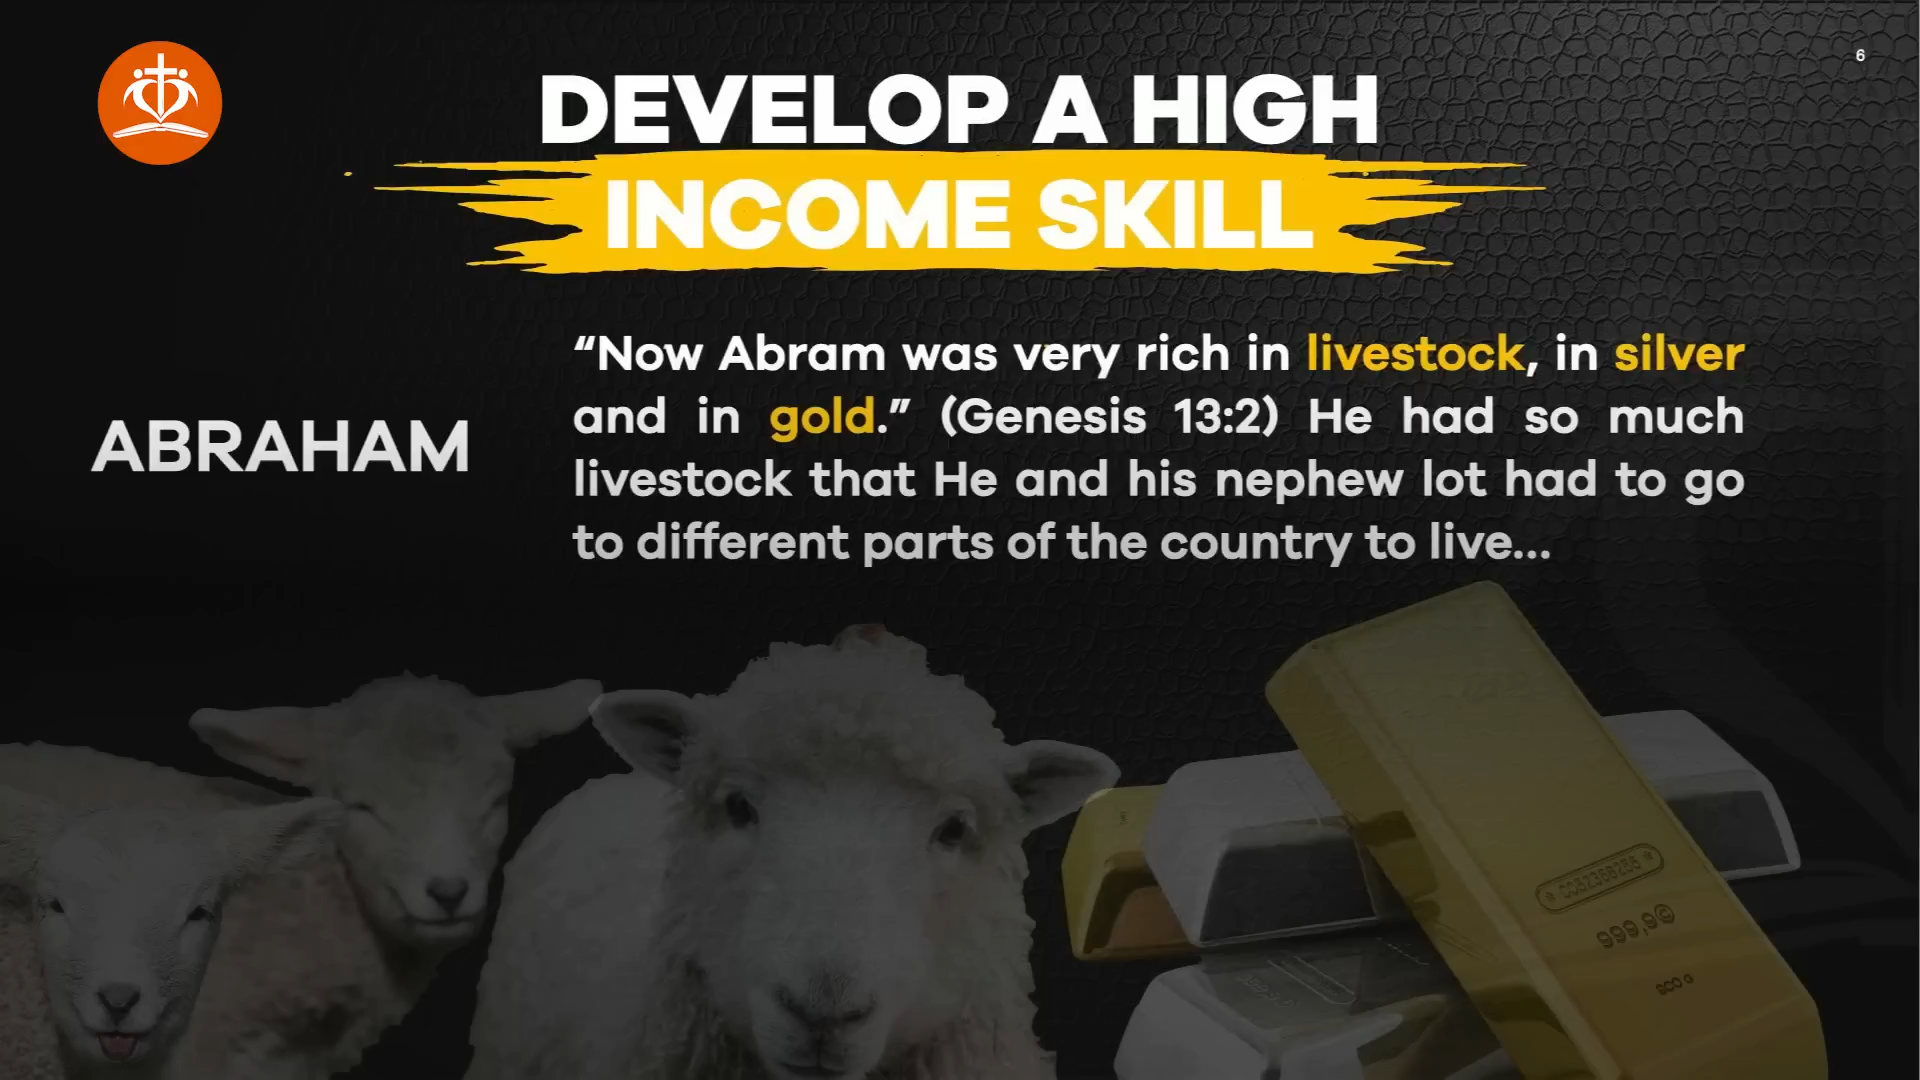 6
DEVELOP A HIGH
INCOME SKILL
ABRAHAM
“Now Abram was very rich in livestock, in silver
and in gold.” (Genesis 13:2) He had so much
livestock that He and his nephew lot had to go
to different parts of the country to live...
999,9
500 G